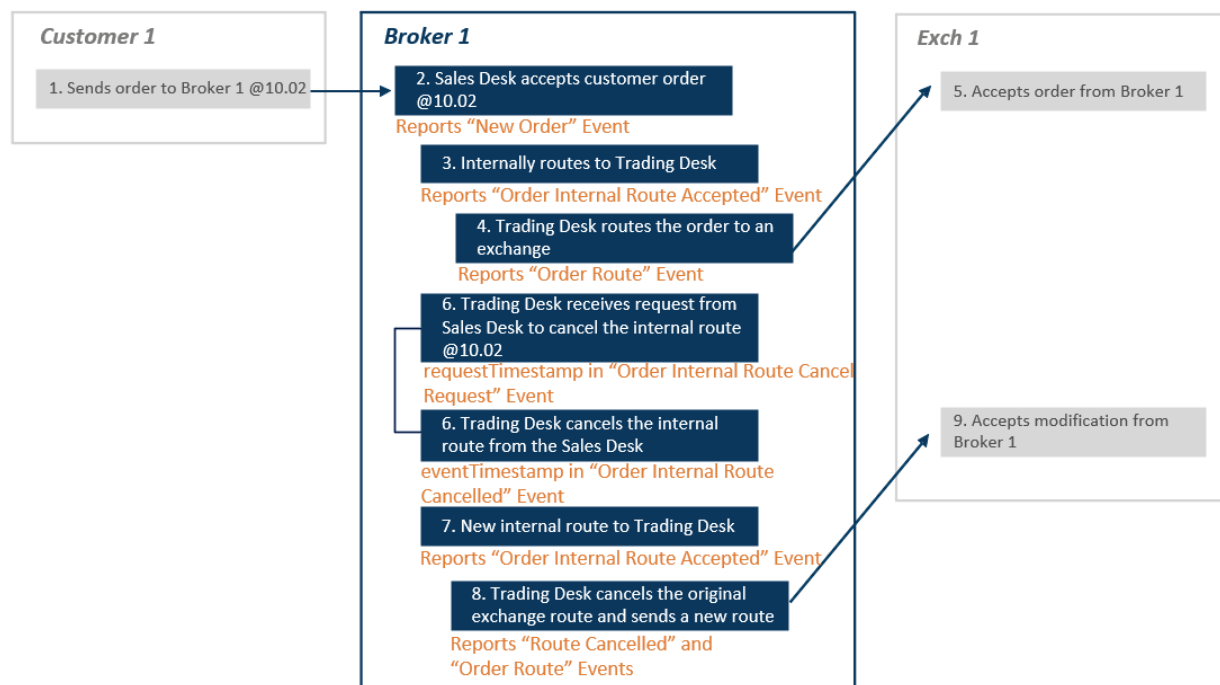 Customer 1
1. Sends order to Broker 1 @10.02
Broker 1
2. Sales Desk accepts customer order
@10.02
Reports “New Order” Event
3. Internally routes to Trading Desk
Reports “Order Internal Route Accepted” Event
4. Trading Desk routes the order to an
exchange
Reports “Order Route” Event
6. Trading Desk receives request from
Sales Desk to cancel the internal route
@10.02
requestTimestamp in “Order Internal Route Cancel
Request” Event
6. Trading Desk cancels the internal
route from the Sales Desk
eventTimestamp in “Order Internal Route
Cancelled” Event
7. New internal route to Trading Desk
Reports “Order Internal Route Accepted” Event
8. Trading Desk cancels the original
exchange route and sends a new route
Reports “Route Cancelled” and
“Order Route” Events
Exch 1
5. Accepts order from Broker 1
9. Accepts modification from
Broker 1